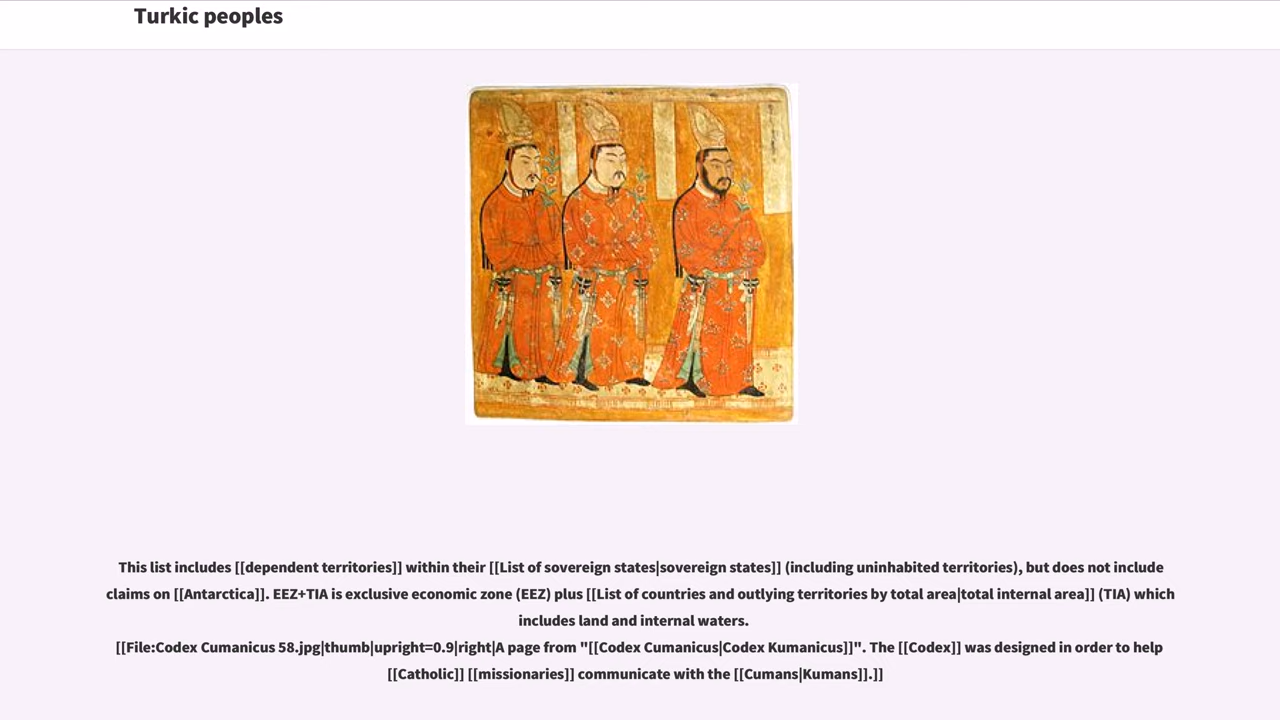 Turkic peoples
This list includes [[dependent territories]] within their [[List of sovereign states|sovereign states]] (including uninhabited territories), but does not include
claims on [[Antarctica]]. EEZ+TIA is exclusive economic zone (EEZ) plus [[List of countries and outlying territories by total area|total internal area]] (TIA) which
includes land and internal waters.
[[File:Codex Cumanicus 58.jpg|thumb|upright=0.9|right|A page from "[[Codex Cumanicus|Codex Kumanicus]]". The [[Codex]] was designed in order to help
[[Catholic]] [[missionaries]] communicate with the [[Cumans|Kumans]].]]